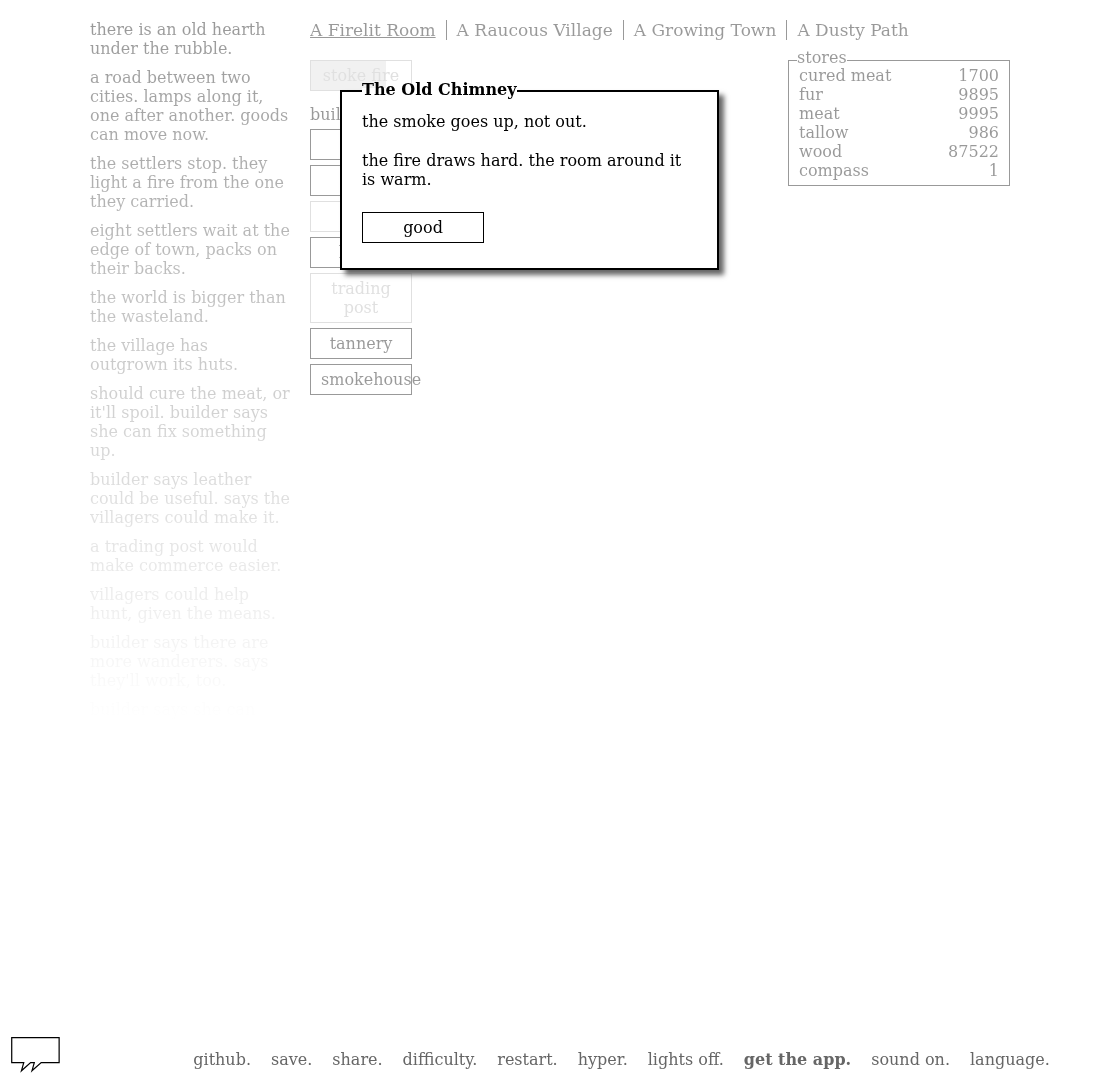 there is an old hearth
under the rubble.
a road between two
cities. lamps along it,
one after another. goods
can move now.
the settlers stop. they
light a fire from the one
they carried.
eight settlers wait at the
edge of town, packs on
their backs.
the world is bigger than
the wasteland.
the village has
outgrown its huts.
should cure the meat, or
it'll spoil. builder says
she can fix something
up.
builder says leather
could be useful. says the
villagers could make it.
a trading post would
make commerce easier.
villagers could help
hunt, given the means.
builder says there are
more wanderers. says
they'll work, too.
A Firelit Room
A Raucous Village
A Growing Town
A Dusty Path
stoke fire
The Old Chimney
the smoke goes up, not out.
the fire draws hard. the room around it
is warm.
good
trading
post
tannery
smokehouse
stores
cured meat 1700
fur 9895
meat 9995
tallow 986
wood 87522
compass 1
github. save. share. difficulty. restart. hyper. lights off. get the app. sound on. language.